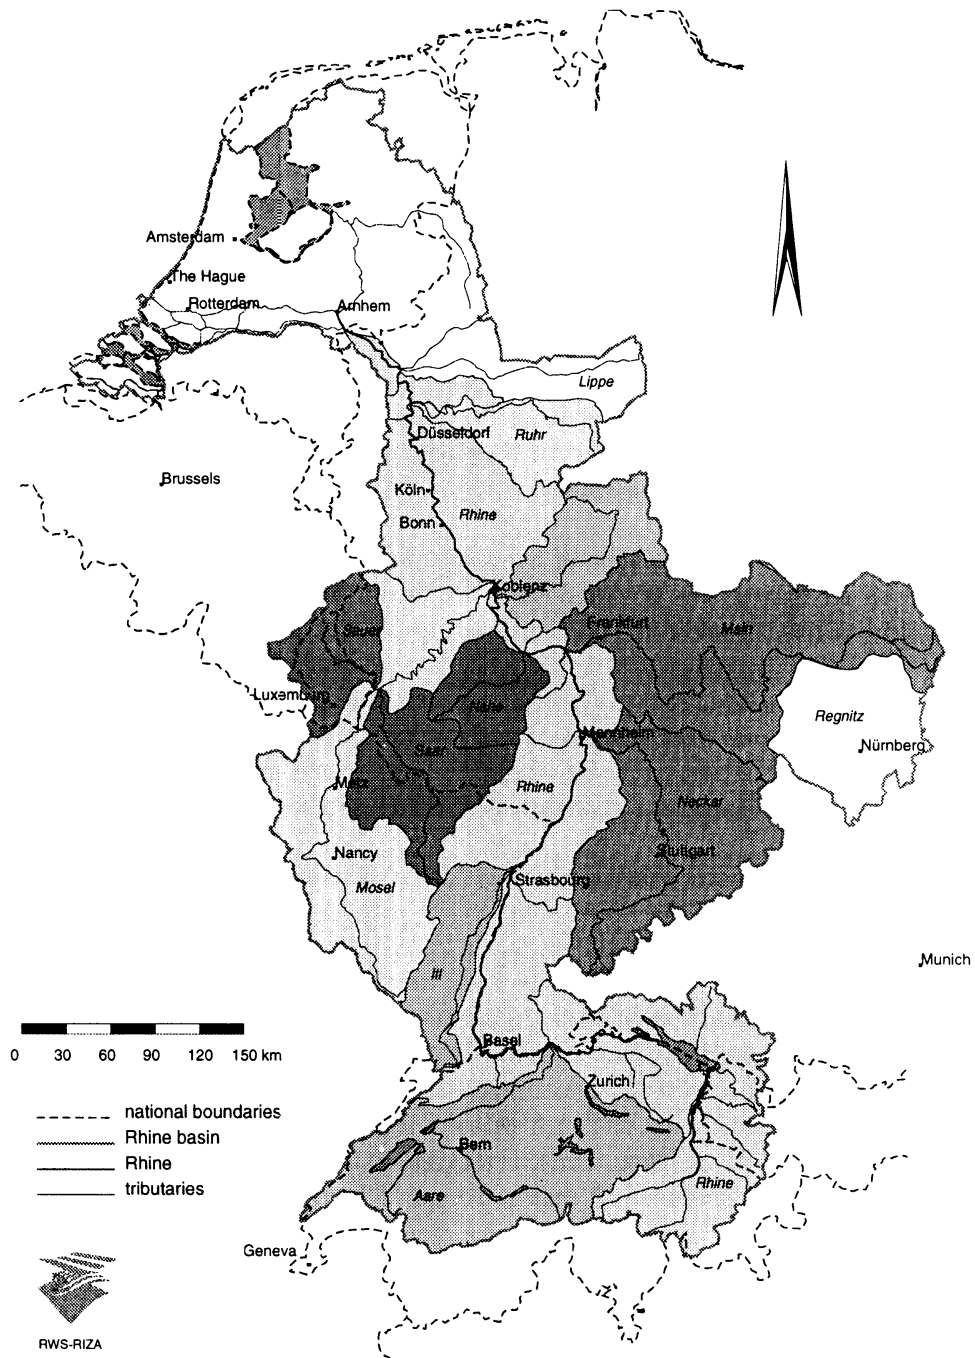 Amsterdam
The Hague
Rotterdam
Arnhem
Lippe
Düsseldorf
Ruhr
Brussels
Köln
Rhine
Bonn
Koblenz
Frankfurt
Main
Sauer
Luxemburg
Nahe
Regnitz
Mannheim
Nürnberg
Saar
Metz
Rhine
Neckar
Nancy
Stuttgart
Mosel
Strasbourg
Munich
Ill
Basel
0 30 60 90 120 150 km
Zurich
national boundaries
Rhine basin
Bern
Rhine
tributaries
Rhine
Aare
Geneva
RWS-RIZA